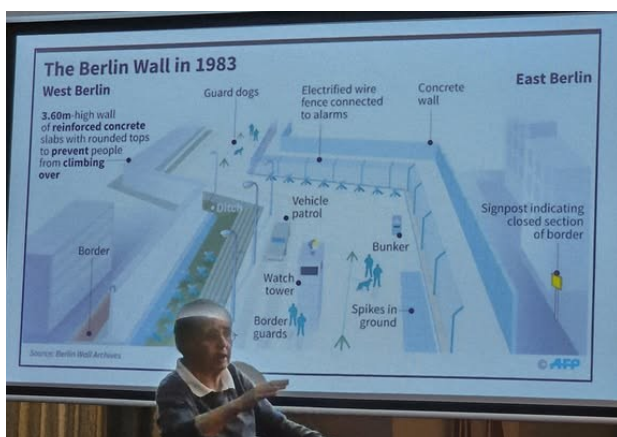 The Berlin Wall in 1983
West Berlin
East Berlin
3.60m-high wall
of reinforced concrete
slabs with rounded tops
to prevent people
from climbing
over
Guard dogs
Electrified wire
fence connected
to alarms
Concrete
wall
Ditch
Vehicle
patrol
Signpost indicating
closed section
of border
Border
Bunker
Watch
tower
Border
guards
Spikes in
ground
Source: Berlin Wall Archives
© AFP